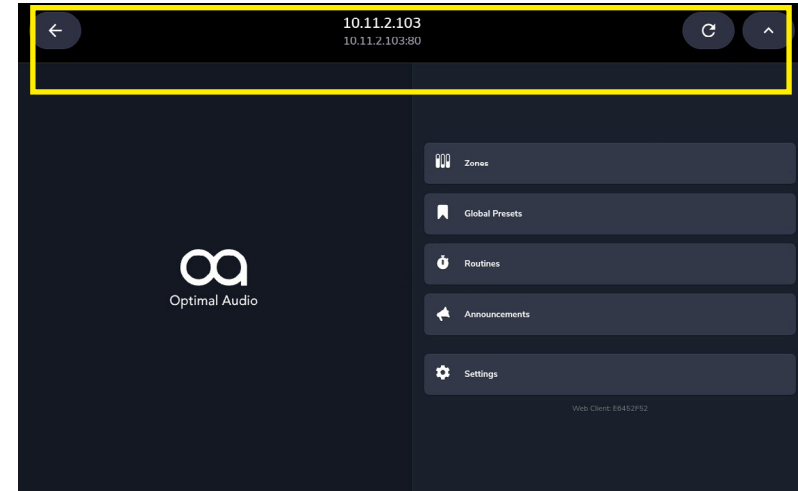 10.11.2.103
10.11.2.103:80
Zones
Global Presets
Routines
Optimal Audio
Announcements
Settings
Web Client: E6452F52